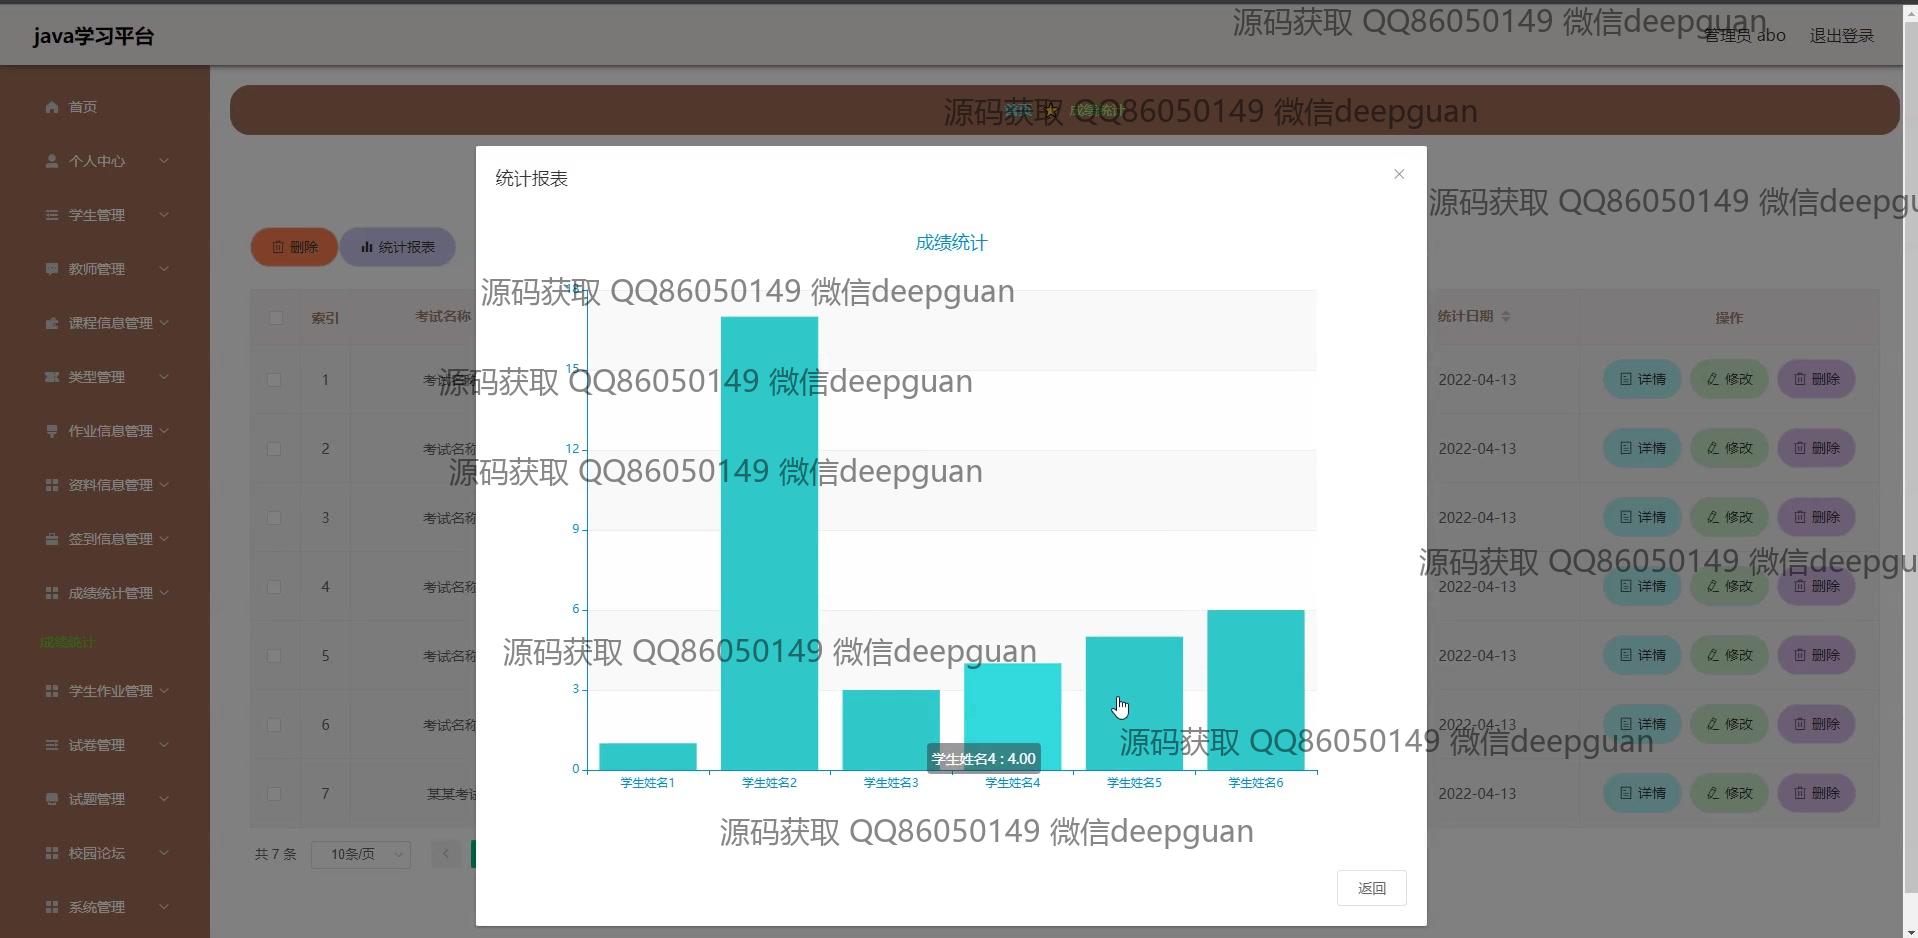 java学习平台
管理员 abo
退出登录
源码获取 QQ86050149 微信deepguan
首页
个人中心
学生管理
教师管理
课程信息管理
类型管理
作业信息管理
资料信息管理
签到信息管理
成绩统计管理
成绩统计
学生作业管理
试卷管理
试题管理
校园论坛
系统管理
成绩统计
源码获取 QQ86050149 微信deepguan
源码获取 QQ86050149 微信deepgu
删除
统计报表
索引
考试名称
统计日期
操作
1
考试名称
2022-04-13
详情
修改
删除
2
考试名称
2022-04-13
详情
修改
删除
3
考试名称
2022-04-13
详情
修改
删除
4
考试名称
2022-04-13
详情
修改
删除
5
考试名称
2022-04-13
详情
修改
删除
6
考试名称
2022-04-13
详情
修改
删除
7
某某考试
2022-04-13
详情
修改
删除
共 7 条
10条/页
统计报表
成绩统计
18
15
12
9
6
3
0
学生姓名1
学生姓名2
学生姓名3
学生姓名4
学生姓名5
学生姓名6
学生姓名4 : 4.00
源码获取 QQ86050149 微信deepguan
源码获取 QQ86050149 微信deepguan
源码获取 QQ86050149 微信deepguan
源码获取 QQ86050149 微信deepgu
源码获取 QQ86050149 微信deepguan
源码获取 QQ86050149 微信deepguan
源码获取 QQ86050149 微信deepguan
返回